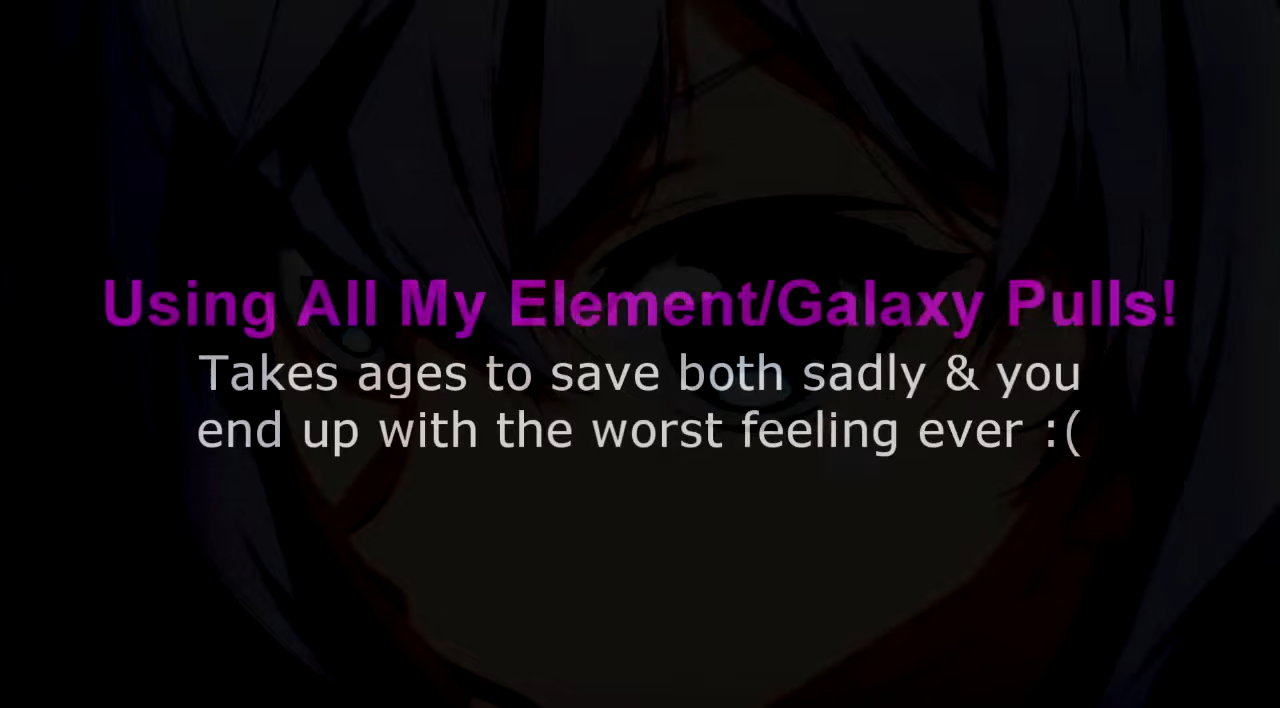 Using All My Element/Galaxy Pulls!
Takes ages to save both sadly & you
end up with the worst feeling ever :(